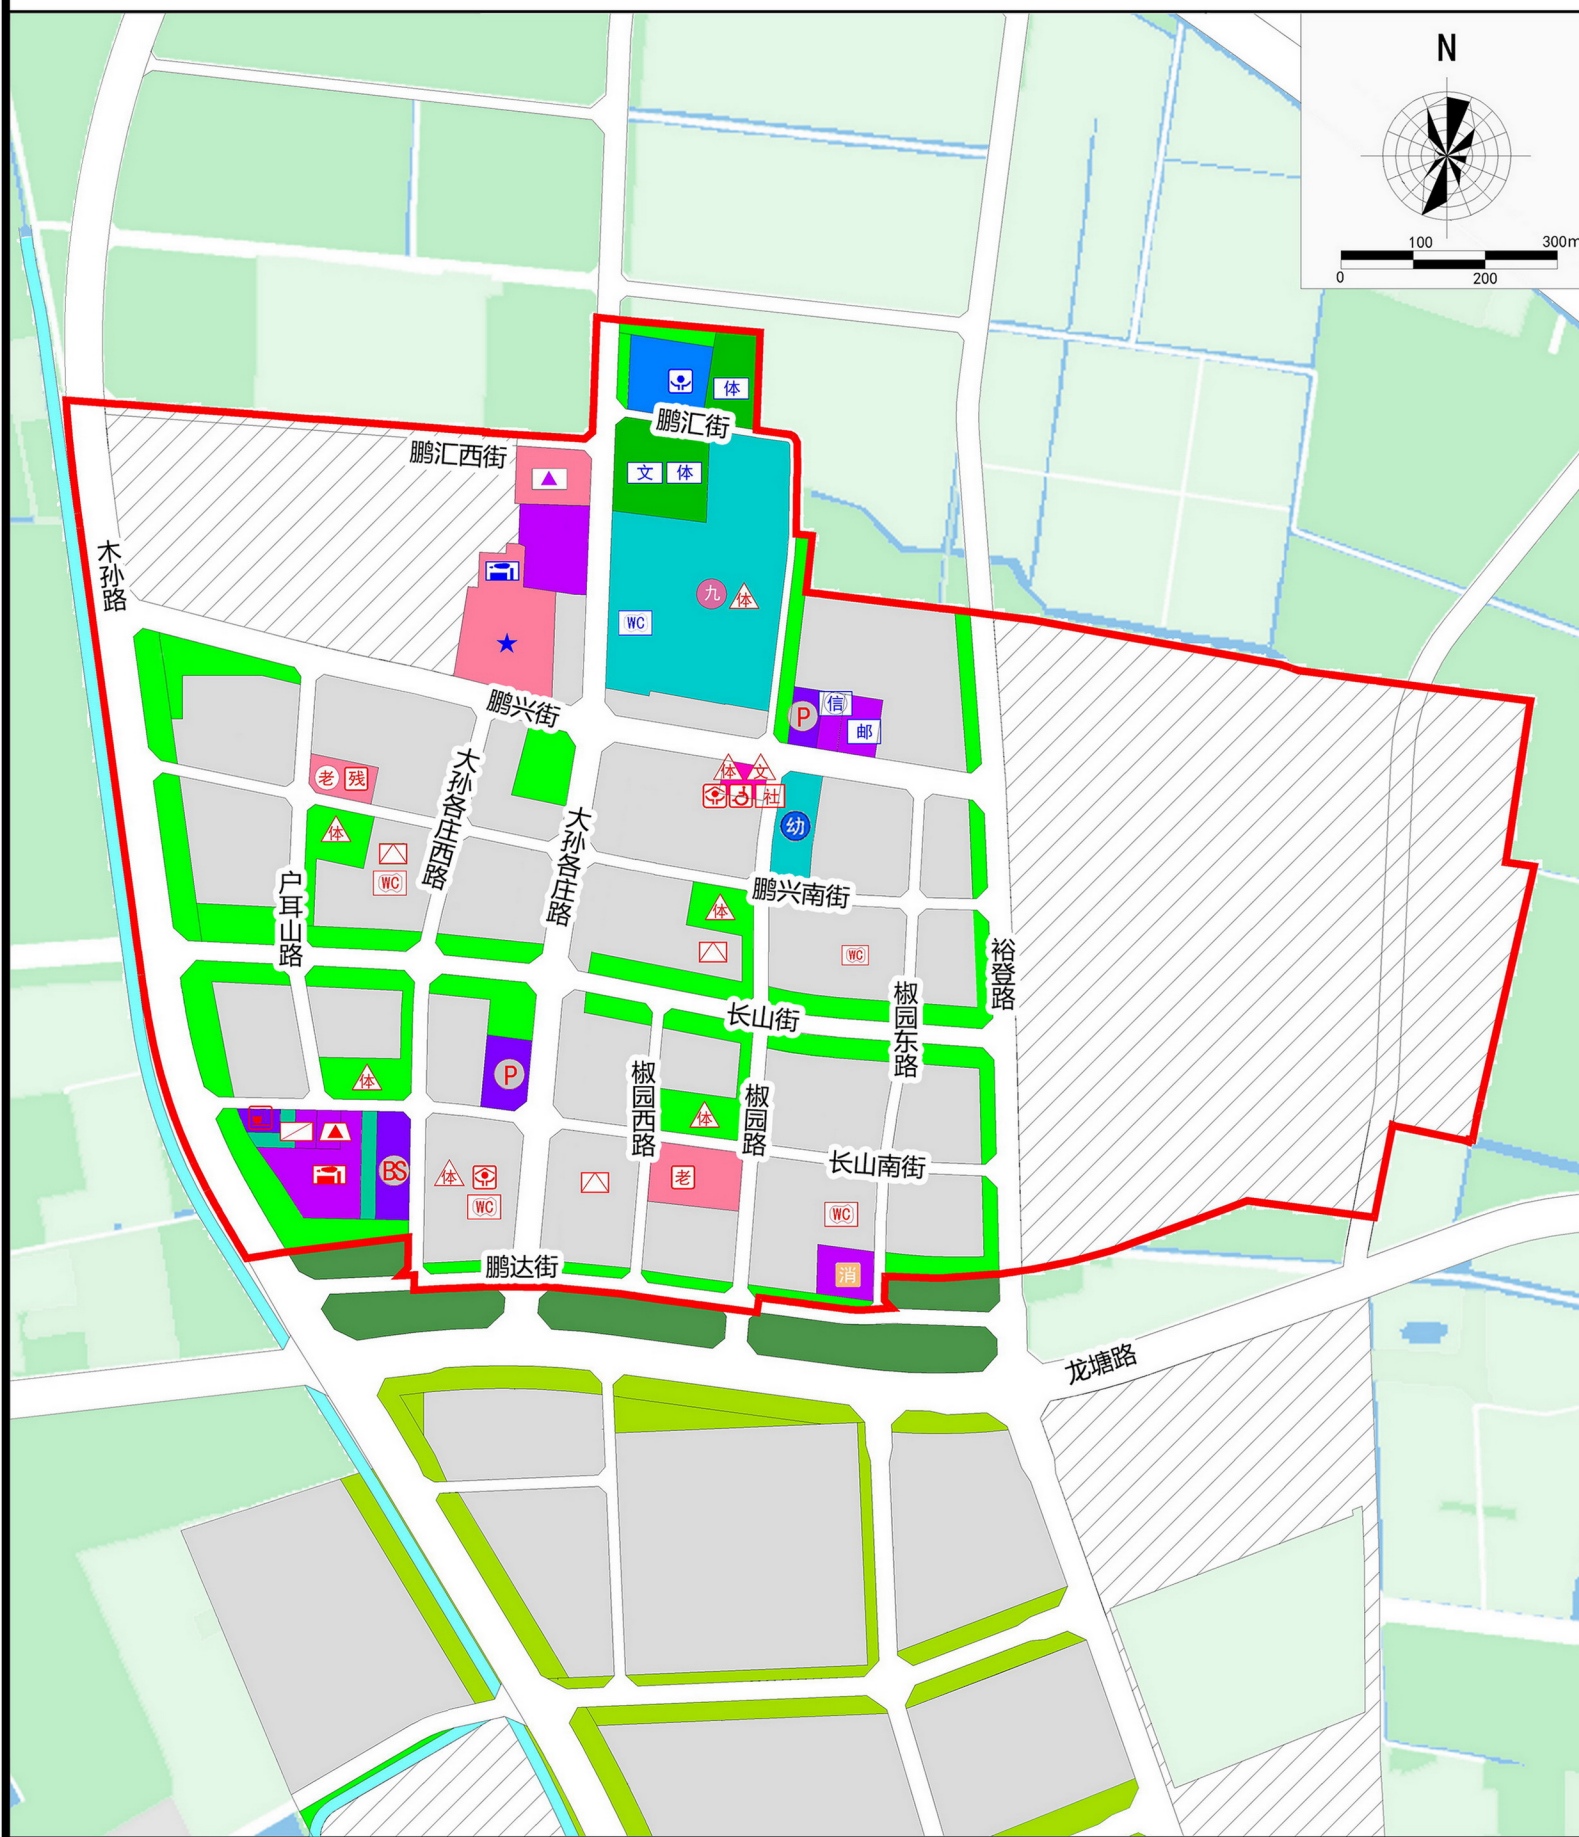 N
100 300m
0 200
体
鹏汇街
鹏汇西街
文 体
木孙路
九 体
WC
鹏兴街
P
信
邮
体 文
社
老 残
大孙各庄西路
大孙各庄路
幼
体
WC
户耳山路
鹏兴南街
体
WC
裕登路
椒园东路
长山街
P
体
椒园西路
椒园路
体
BS
体
WC
老
长山南街
WC
鹏达街
消
龙塘路